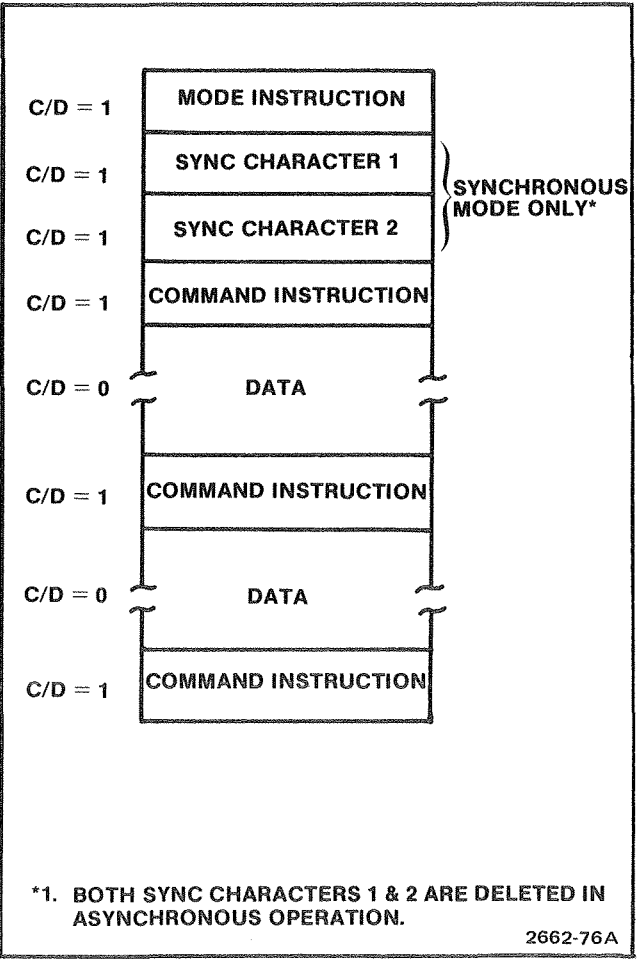 C/D = 1 MODE INSTRUCTION
C/D = 1 SYNC CHARACTER 1
SYNCHRONOUS
MODE ONLY*
C/D = 1 SYNC CHARACTER 2
C/D = 1 COMMAND INSTRUCTION
C/D = 0 DATA
C/D = 1 COMMAND INSTRUCTION
C/D = 0 DATA
C/D = 1 COMMAND INSTRUCTION
*1. BOTH SYNC CHARACTERS 1 & 2 ARE DELETED IN
ASYNCHRONOUS OPERATION.
2662-76A